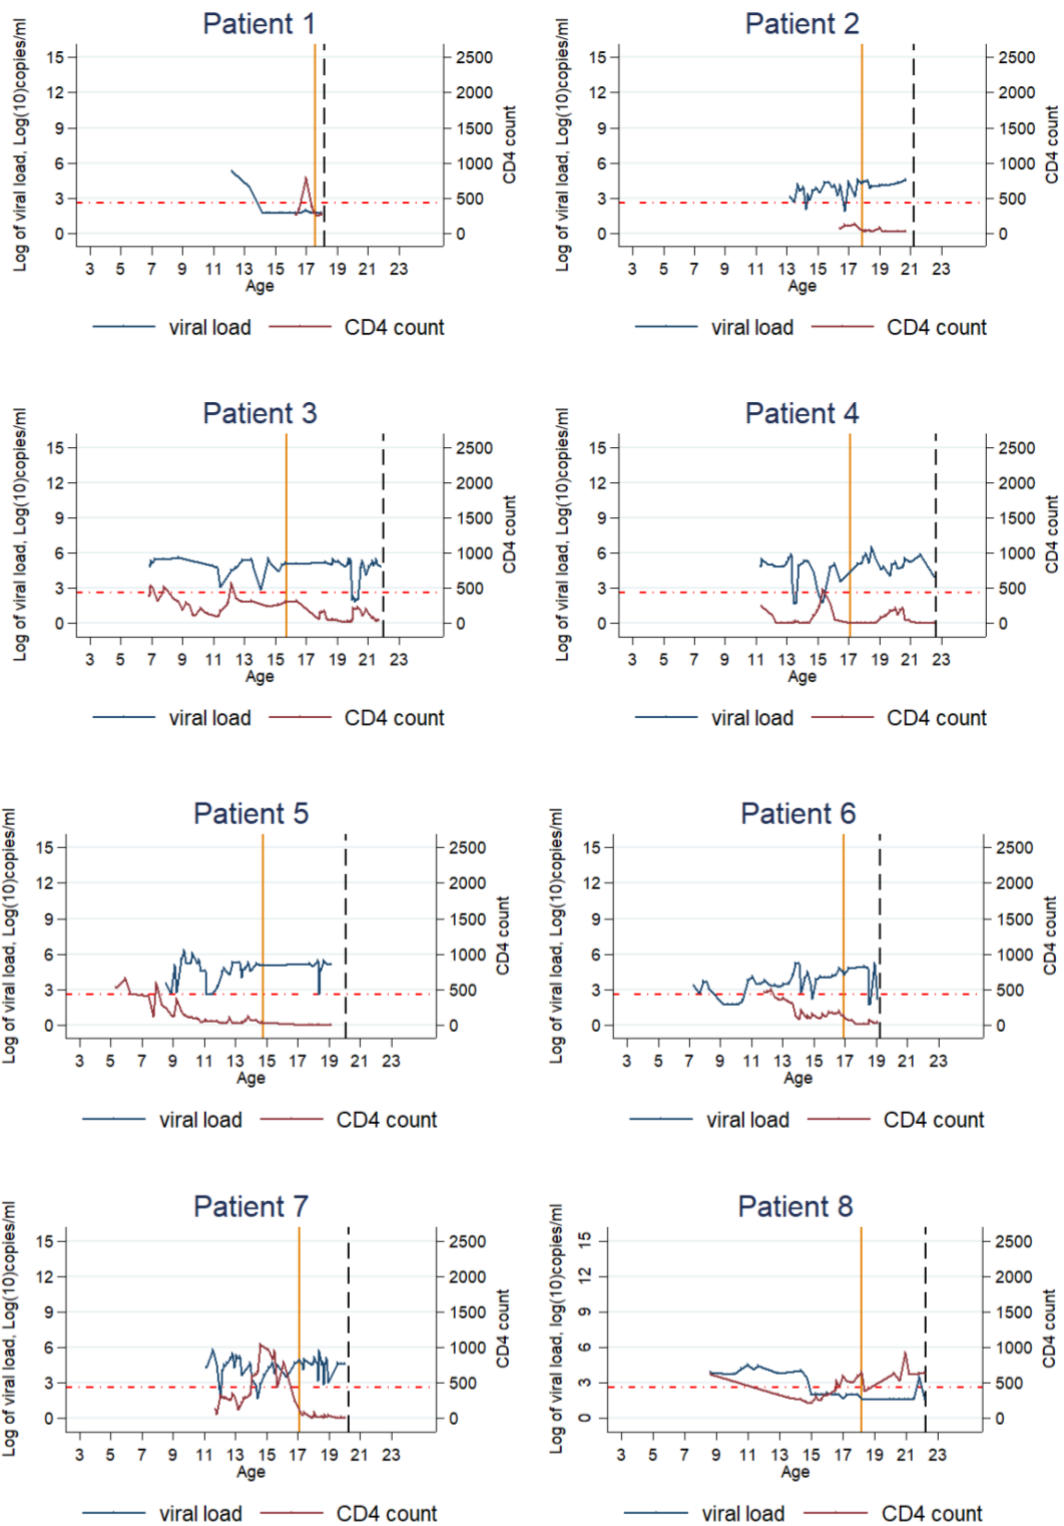 Patient 1
Log of viral load, Log(10)copies/ml
15
12
9
6
3
0
2500
2000
1500
1000
500
0
CD4 count
3 5 7 9 11 13 15 17 19 21 23
Age
viral load CD4 count
Patient 2
Log of viral load, Log(10)copies/ml
15
12
9
6
3
0
2500
2000
1500
1000
500
0
CD4 count
3 5 7 9 11 13 15 17 19 21 23
Age
viral load CD4 count
Patient 3
Log of viral load, Log(10)copies/ml
15
12
9
6
3
0
2500
2000
1500
1000
500
0
CD4 count
3 5 7 9 11 13 15 17 19 21 23
Age
viral load CD4 count
Patient 4
Log of viral load, Log(10)copies/ml
15
12
9
6
3
0
2500
2000
1500
1000
500
0
CD4 count
3 5 7 9 11 13 15 17 19 21 23
Age
viral load CD4 count
Patient 5
Log of viral load, Log(10)copies/ml
15
12
9
6
3
0
2500
2000
1500
1000
500
0
CD4 count
3 5 7 9 11 13 15 17 19 21 23
Age
viral load CD4 count
Patient 6
Log of viral load, Log(10)copies/ml
15
12
9
6
3
0
2500
2000
1500
1000
500
0
CD4 count
3 5 7 9 11 13 15 17 19 21 23
Age
viral load CD4 count
Patient 7
Log of viral load, Log(10)copies/ml
15
12
9
6
3
0
2500
2000
1500
1000
500
0
CD4 count
3 5 7 9 11 13 15 17 19 21 23
Age
viral load CD4 count
Patient 8
Log of viral load, log(10)copies/ml
15
12
9
6
3
0
2500
2000
1500
1000
500
0
CD4 count
3 5 7 9 11 13 15 17 19 21 23
Age
viral load CD4 count